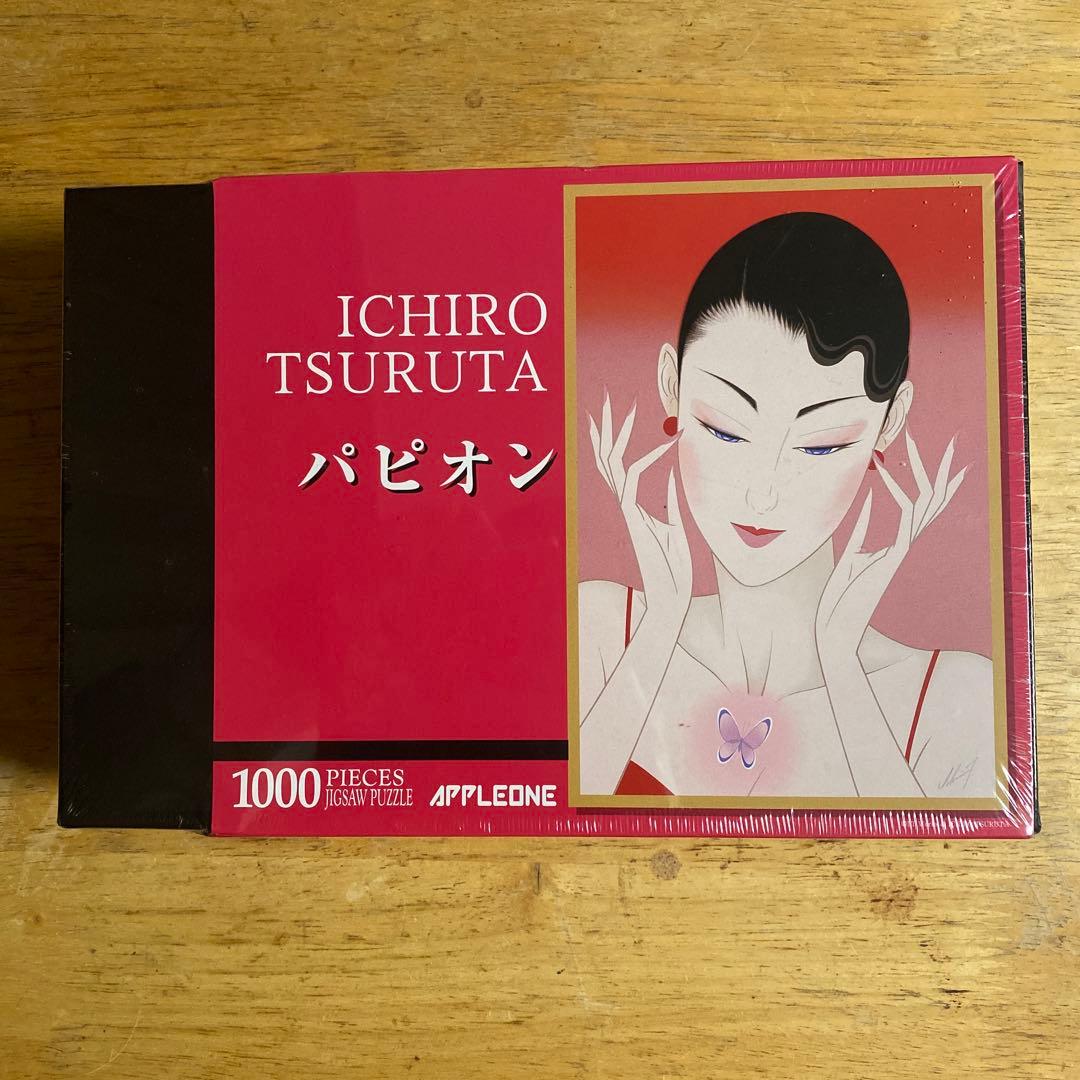 ICHIRO
TSURUTA
パピオン
1000 PIECES
JIGSAW PUZZLE
APPLEONE